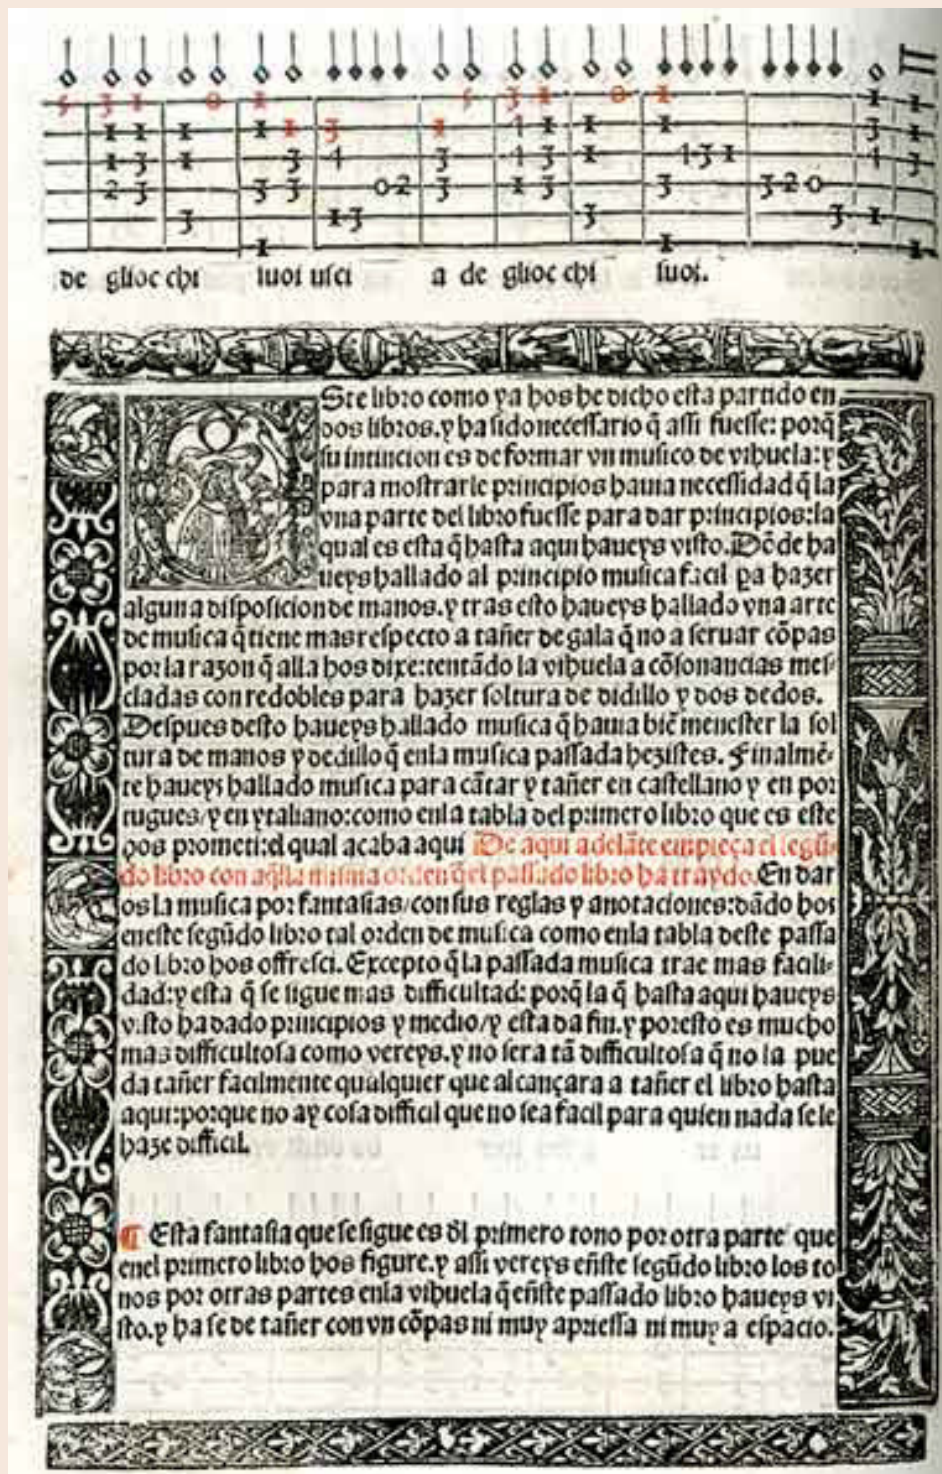 de gliocchi suoi usci a de gliocchi suoi.
Ste libro como ya hos he dicho esta partido en
dos libros. y ha sido necessario q̃ assi fuesse: porq̃
su intincion es de formar vn musico de vihuela: y
para mostrarle principios hauia necessidad q̃ la
vna parte del libro fuesse para dar principios: la
qual es esta q̃ hasta aqui haueys visto. Dõde ha
ueys hallado al principio musica facil p̱a hazer
alguna disposicion de manos. y tras esto haueys hallado vna arte
de musica q̃ tiene mas respecto a tañer de gala q̃ no a seruar cõpas
por la razon q̃ alla hos dixe: tentãdo la vihuela a cõsonancias mes-
cladas con redobles para hazer soltura de didillo y dos dedos.
Despues desto haueys hallado musica q̃ hauia biẽ menester la sol
tura de manos y dedillo q̃ enla musica passada hezistes. Finalmẽ-
te haueys hallado musica para cãtar y tañer en castellano y en por
tugues/ y en ytaliano: como enla tabla del primero libro que es este
hos prometi: el qual acaba aqui De aqui adelãte empieça el segũ-
do libro con aq̃lla misma orden q̃ el passado libro ha traydo. En dar
os la musica por fantasias/ con sus reglas y anotaciones: dãdo hos
eneste segũdo libro tal orden de musica como enla tabla deste passa
do libro hos offresci. Excepto q̃ la passada musica trae mas facili-
dad: y esta q̃ se sigue mas difficultad: porq̃ la q̃ hasta aqui haueys
visto ha dado principios y medio/ y esta da fin. y por esto es mucho
mas difficultosa como vereys. y no sera tã difficultosa q̃ no la pue
da tañer facilmente qualquier que alcançara a tañer el libro hasta
aqui: porque no ay cosa difficil que no sea facil para quien nada se le
haze difficil.
¶ Esta fantasia que se sigue es dl primero tono por otra parte que
enel primero libro hos figure. y assi vereys eñste segũdo libro los to
nos por otras partes enla vihuela q̃ eñste passado libro haueys vi
sto. y ha se de tañer con vn cõpas ni muy apriessa ni muy a espacio.